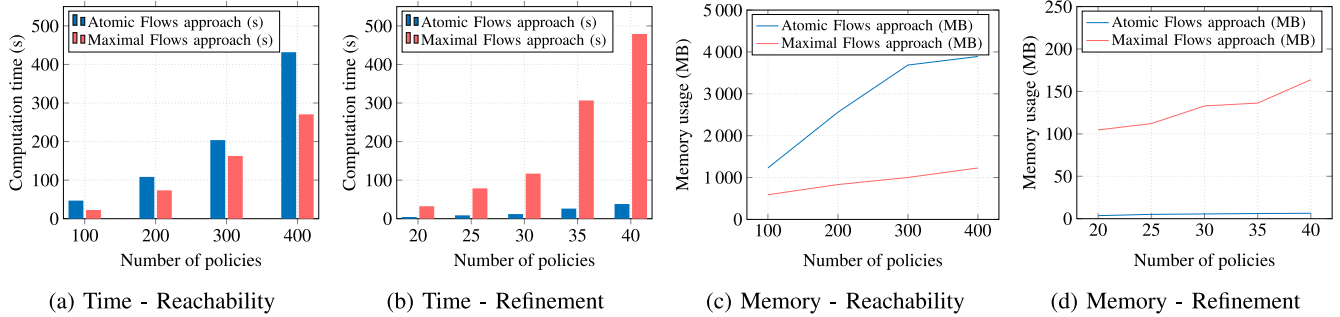 Computation time (s)
500
400
300
200
100
0
Atomic Flows approach (s)
Maximal Flows approach (s)
100 200 300 400
Number of policies
(a) Time - Reachability
Computation time (s)
500
400
300
200
100
0
Atomic Flows approach (s)
Maximal Flows approach (s)
20 25 30 35 40
Number of policies
(b) Time - Refinement
Memory usage (MB)
5 000
4 000
3 000
2 000
1 000
0
Atomic Flows approach (MB)
Maximal Flows approach (MB)
100 200 300 400
Number of policies
(c) Memory - Reachability
Memory usage (MB)
250
200
150
100
50
0
Atomic Flows approach (MB)
Maximal Flows approach (MB)
20 25 30 35 40
Number of policies
(d) Memory - Refinement